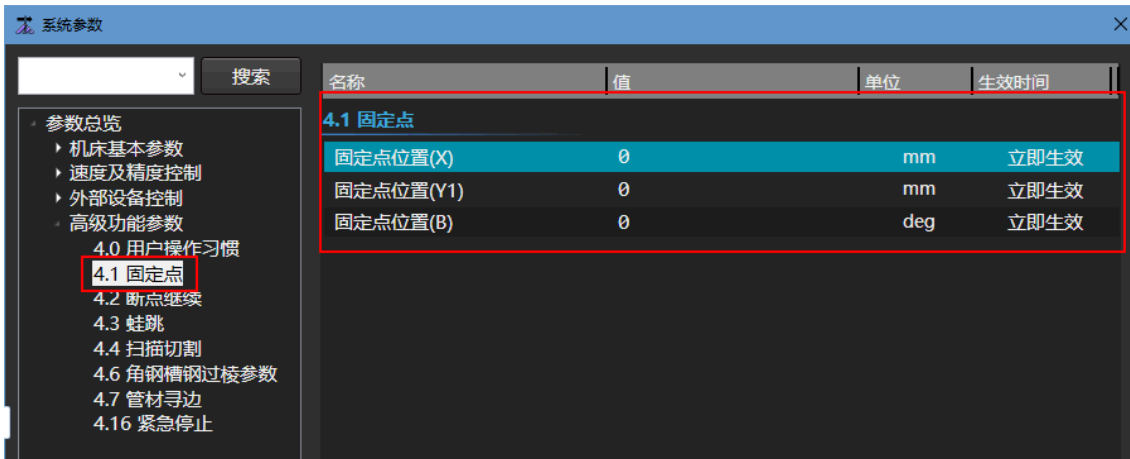 系统参数
搜索
名称 值 单位 生效时间
参数总览
机床基本参数
速度及精度控制
外部设备控制
高级功能参数
4.0 用户操作习惯
4.1 固定点
4.2 断点继续
4.3 蛙跳
4.4 扫描切割
4.6 角钢槽钢过棱参数
4.7 管材寻边
4.16 紧急停止
4.1 固定点
固定点位置(X) 0 mm 立即生效
固定点位置(Y1) 0 mm 立即生效
固定点位置(B) 0 deg 立即生效